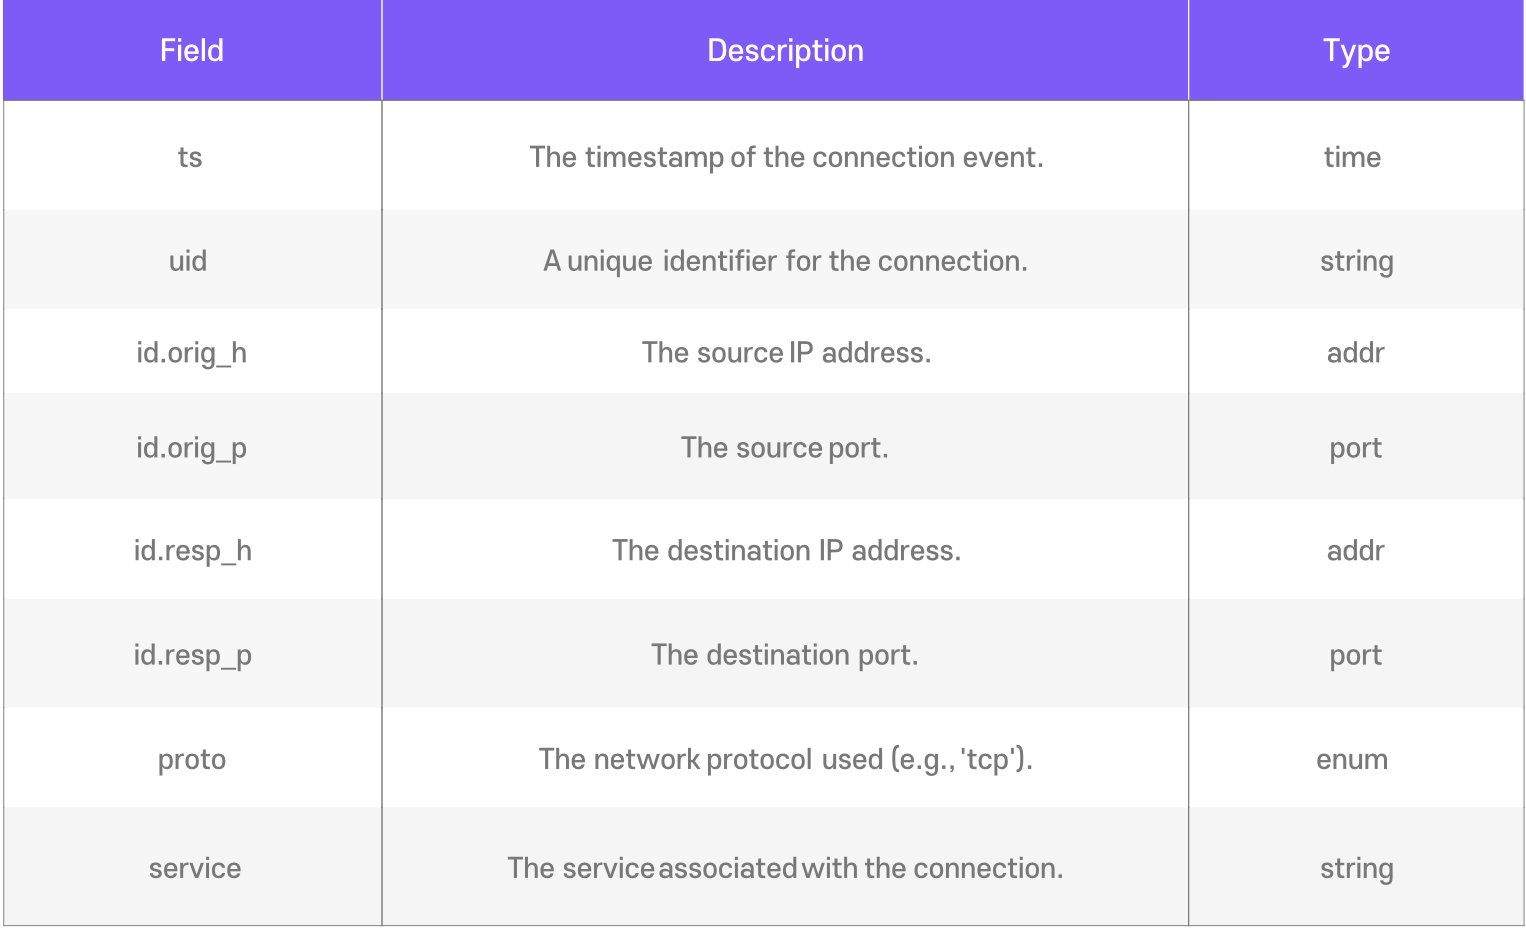 Field Description Type
ts The timestamp of the connection event. time
uid A unique identifier for the connection. string
id.orig_h The source IP address. addr
id.orig_p The source port. port
id.resp_h The destination IP address. addr
id.resp_p The destination port. port
proto The network protocol used (e.g., 'tcp'). enum
service The service associated with the connection. string